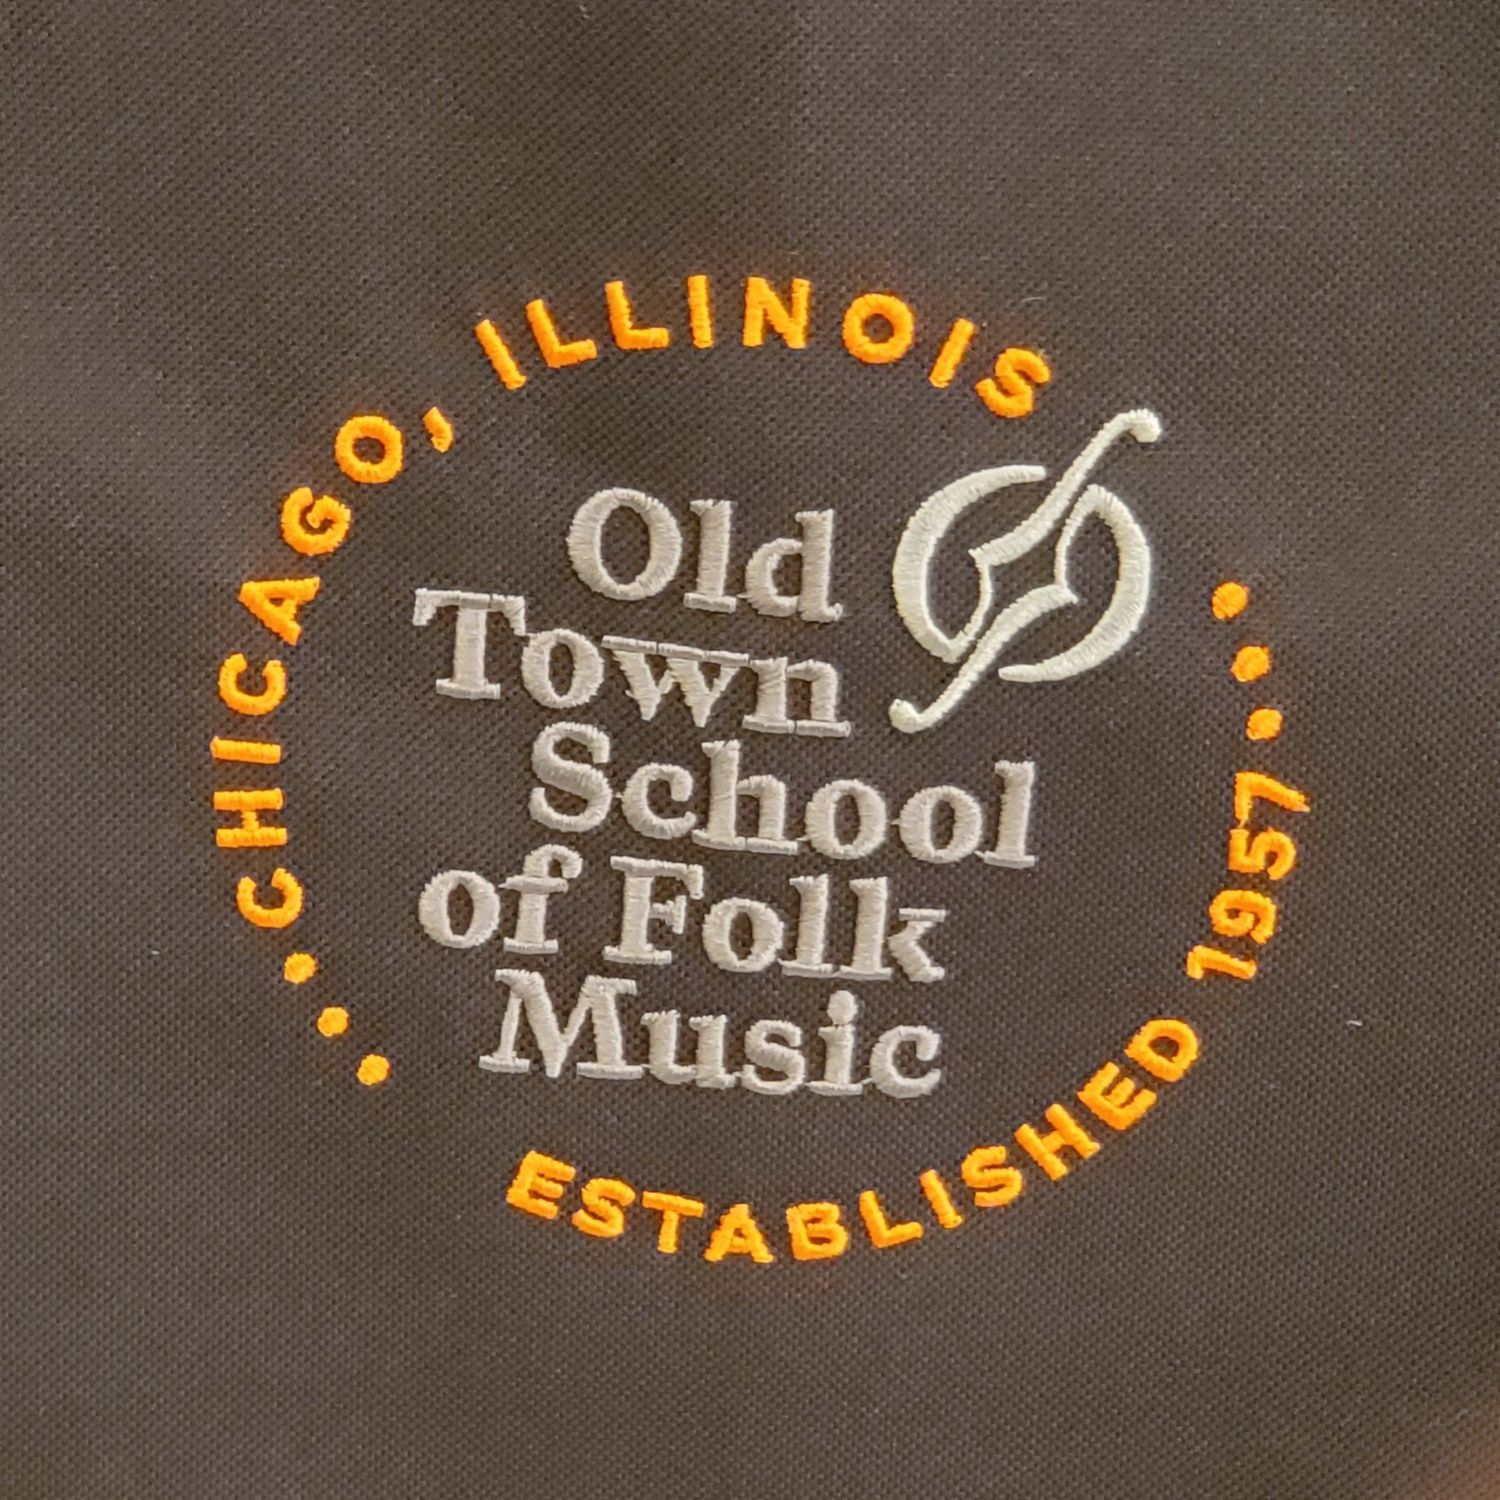 CHICAGO, ILLINOIS
Old
Town
School
of Folk
Music
ESTABLISHED 1957